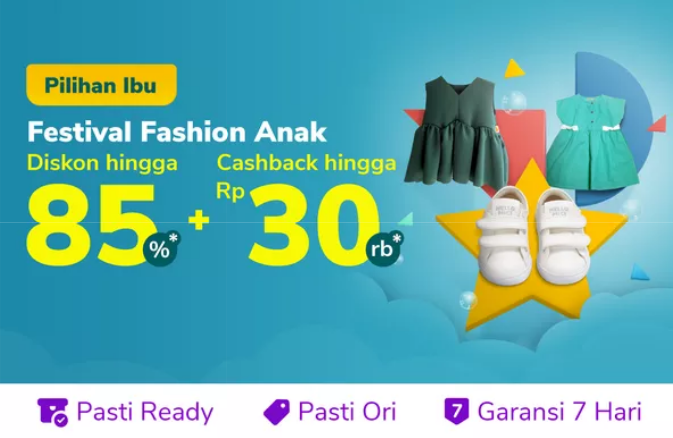 Pilihan Ibu
Festival Fashion Anak
Diskon hingga Cashback hingga
85%* + Rp 30rb*
Pasti Ready Pasti Ori 7 Garansi 7 Hari